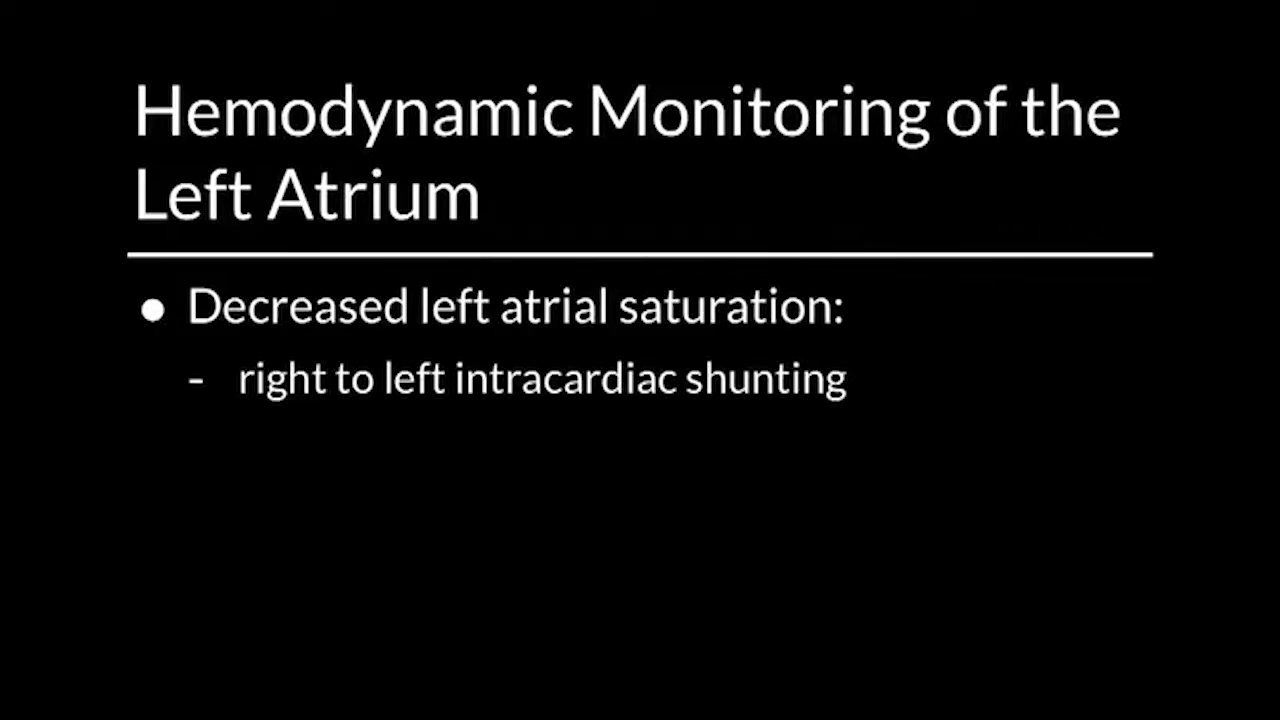 Hemodynamic Monitoring of the
Left Atrium
● Decreased left atrial saturation:
- right to left intracardiac shunting